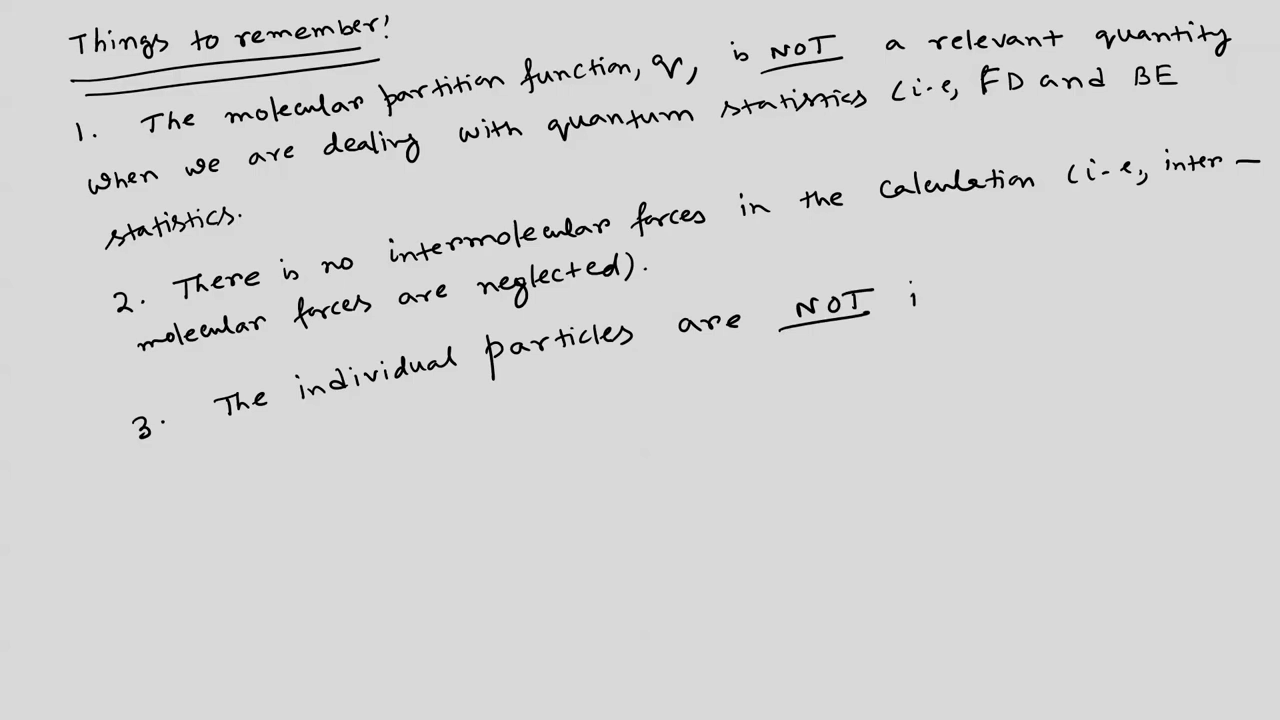 Things to remember!
1. The molecular partition function, q, is NOT a relevant quantity
when we are dealing with quantum statistics (i.e, FD and BE
statistics.
2. There is no intermolecular forces in the calculation (i.e, inter-
molecular forces are neglected).
3. The individual particles are NOT i